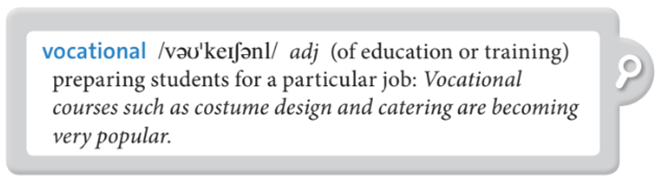 vocational /vəʊˈkeɪʃənl/ adj (of education or training)
preparing students for a particular job: Vocational
courses such as costume design and catering are becoming
very popular.